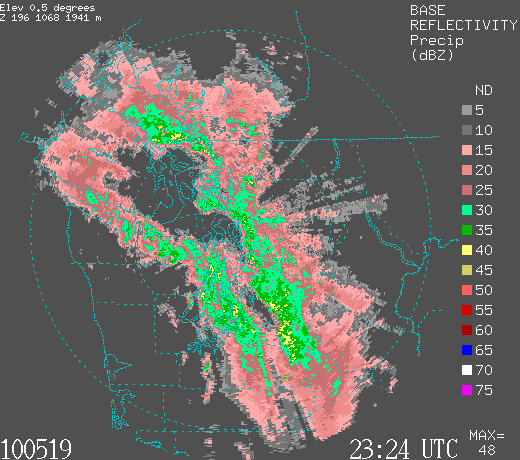 Elev 0.5 degrees
Z 196 1068 1941 m
BASE
REFLECTIVITY
Precip
(dBZ)
ND
5
10
15
20
25
30
35
40
45
50
55
60
65
70
75
MAX=
48
100519
23:24 UTC